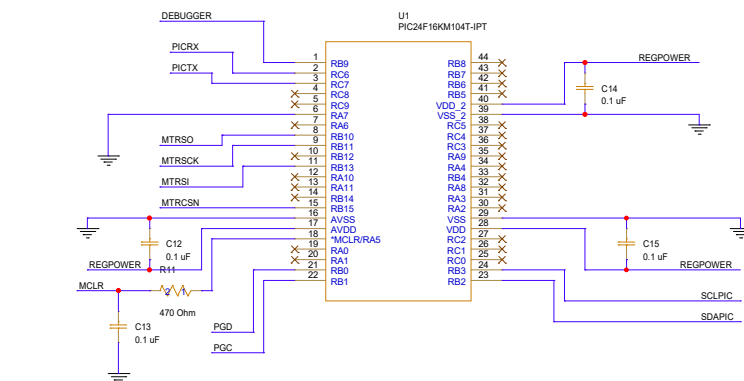 DEBUGGER
PICRX
PICTX
U1
PIC24F16KM104T-IPT
1 RB9
2 RC6
3 RC7
4 RC8
5 RC9
6 RA7
7 RA6
8 RB10
9 RB11
10 RB12
11 RB13
12 RA10
13 RA11
14 RB14
15 RB15
16 AVSS
17 AVDD
18 *MCLR/RA5
19 RA0
20 RA1
21 RB0
22 RB1
RB8 44
RB7 43
RB6 42
RB5 41
VDD_2 40
VSS_2 39
RC5 38
RC4 37
RC3 36
RA9 35
RA4 34
RB4 33
RA8 32
RA3 31
RA2 30
VSS 29
VDD 28
RC2 27
RC1 26
RC0 25
RB3 24
RB2 23
REGPOWER
C14
0.1 uF
MTRSO
MTRSCK
MTRSI
MTRCSN
C12
0.1 uF
REGPOWER
R11
2 1
470 Ohm
MCLR
C13
0.1 uF
PGD
PGC
C15
0.1 uF
REGPOWER
SCLPIC
SDAPIC